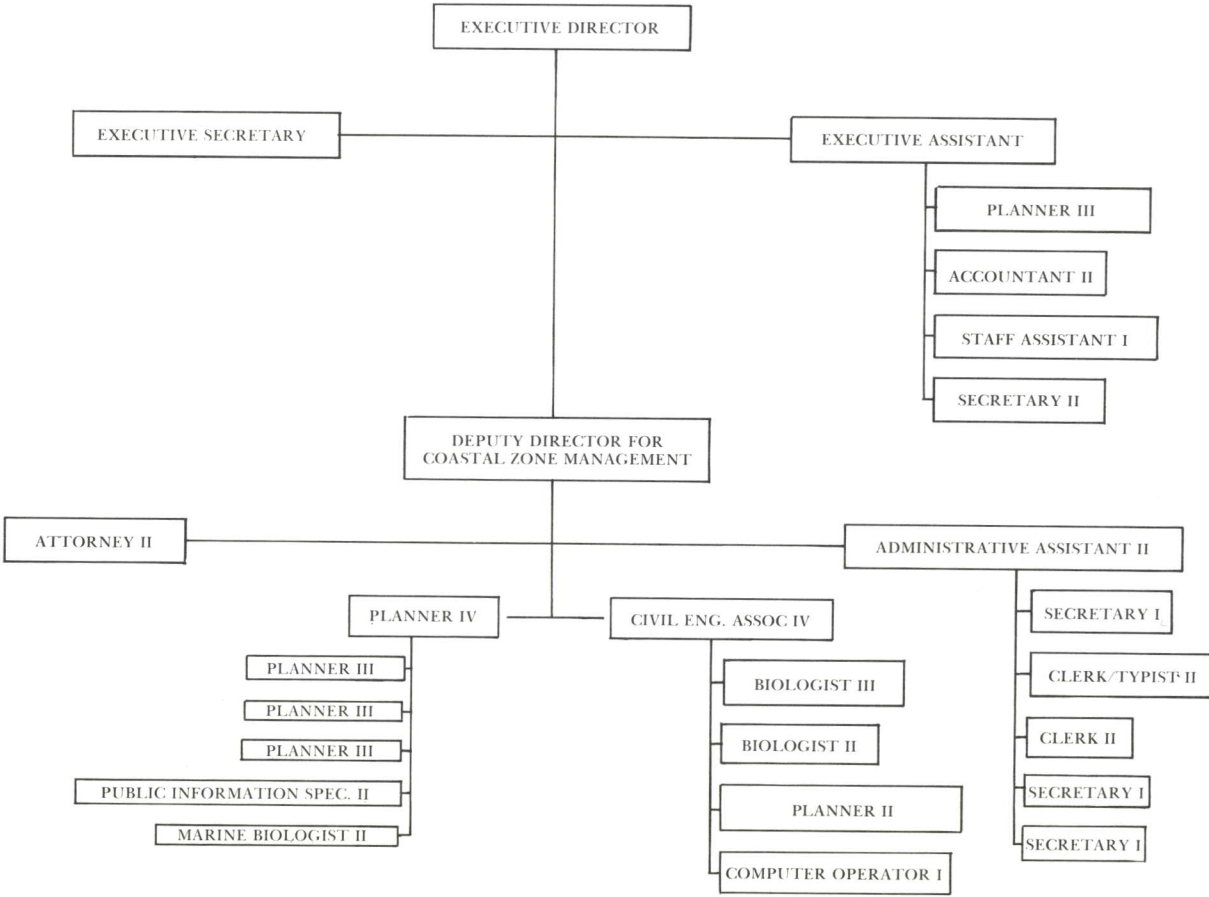 EXECUTIVE DIRECTOR
EXECUTIVE SECRETARY
EXECUTIVE ASSISTANT
PLANNER III
ACCOUNTANT II
STAFF ASSISTANT I
SECRETARY II
DEPUTY DIRECTOR FOR
COASTAL ZONE MANAGEMENT
ATTORNEY II
ADMINISTRATIVE ASSISTANT II
PLANNER IV
PLANNER III
PLANNER III
PLANNER III
PUBLIC INFORMATION SPEC. II
MARINE BIOLOGIST II
CIVIL ENG. ASSOC IV
BIOLOGIST III
BIOLOGIST II
PLANNER II
COMPUTER OPERATOR I
SECRETARY I
CLERK/TYPIST II
CLERK II
SECRETARY I
SECRETARY I